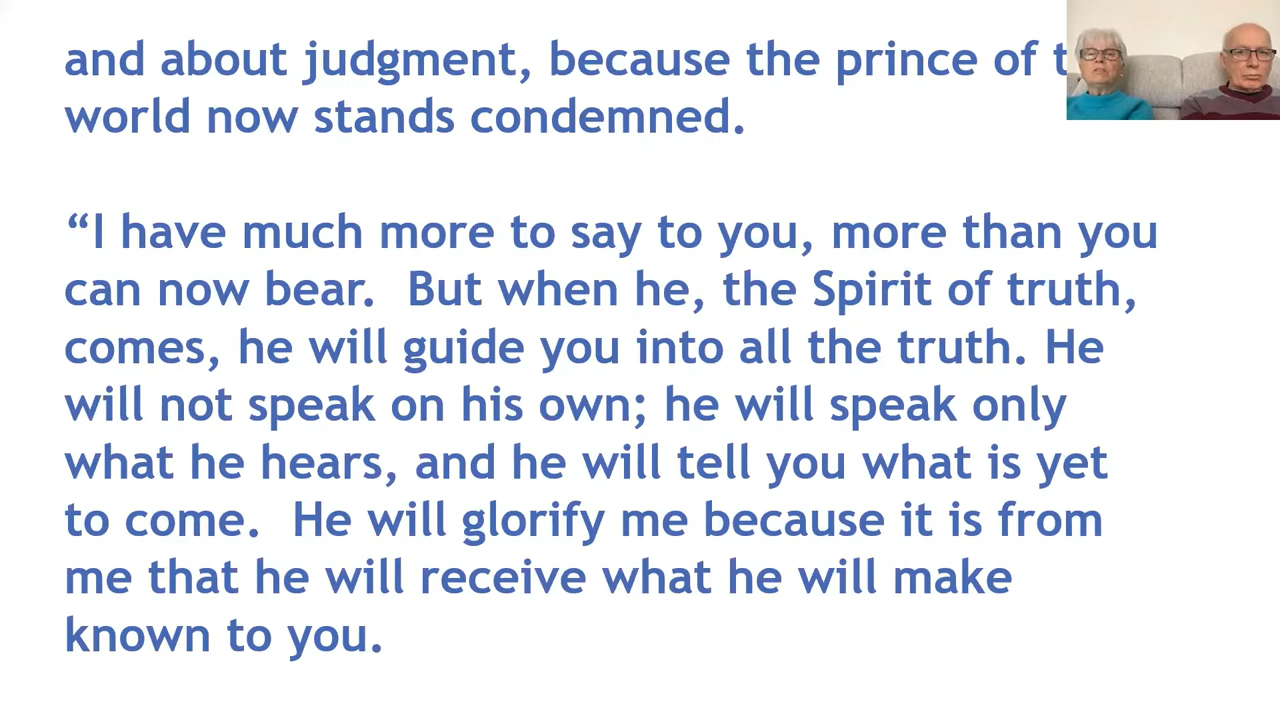 and about judgment, because the prince of
world now stands condemned.
“I have much more to say to you, more than you
can now bear.  But when he, the Spirit of truth,
comes, he will guide you into all the truth. He
will not speak on his own; he will speak only
what he hears, and he will tell you what is yet
to come.  He will glorify me because it is from
me that he will receive what he will make
known to you.